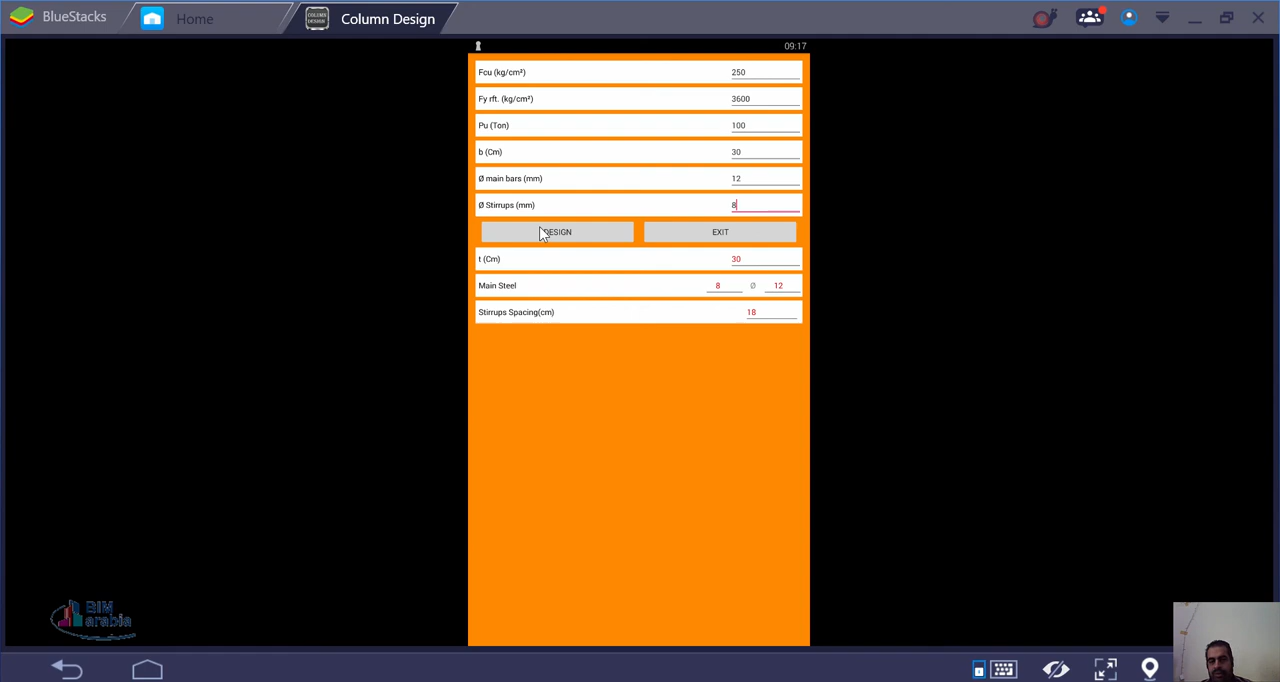 BlueStacks
Home
COLUMN DESIGN
Column Design
09:17
Fcu (kg/cm²) 250
Fy rft. (kg/cm²) 3600
Pu (Ton) 100
b (Cm) 30
Ø main bars (mm) 12
Ø Stirrups (mm) 8
DESIGN EXIT
t (Cm) 30
Main Steel 8 Ø 12
Stirrups Spacing(cm) 18
BIM
arabia